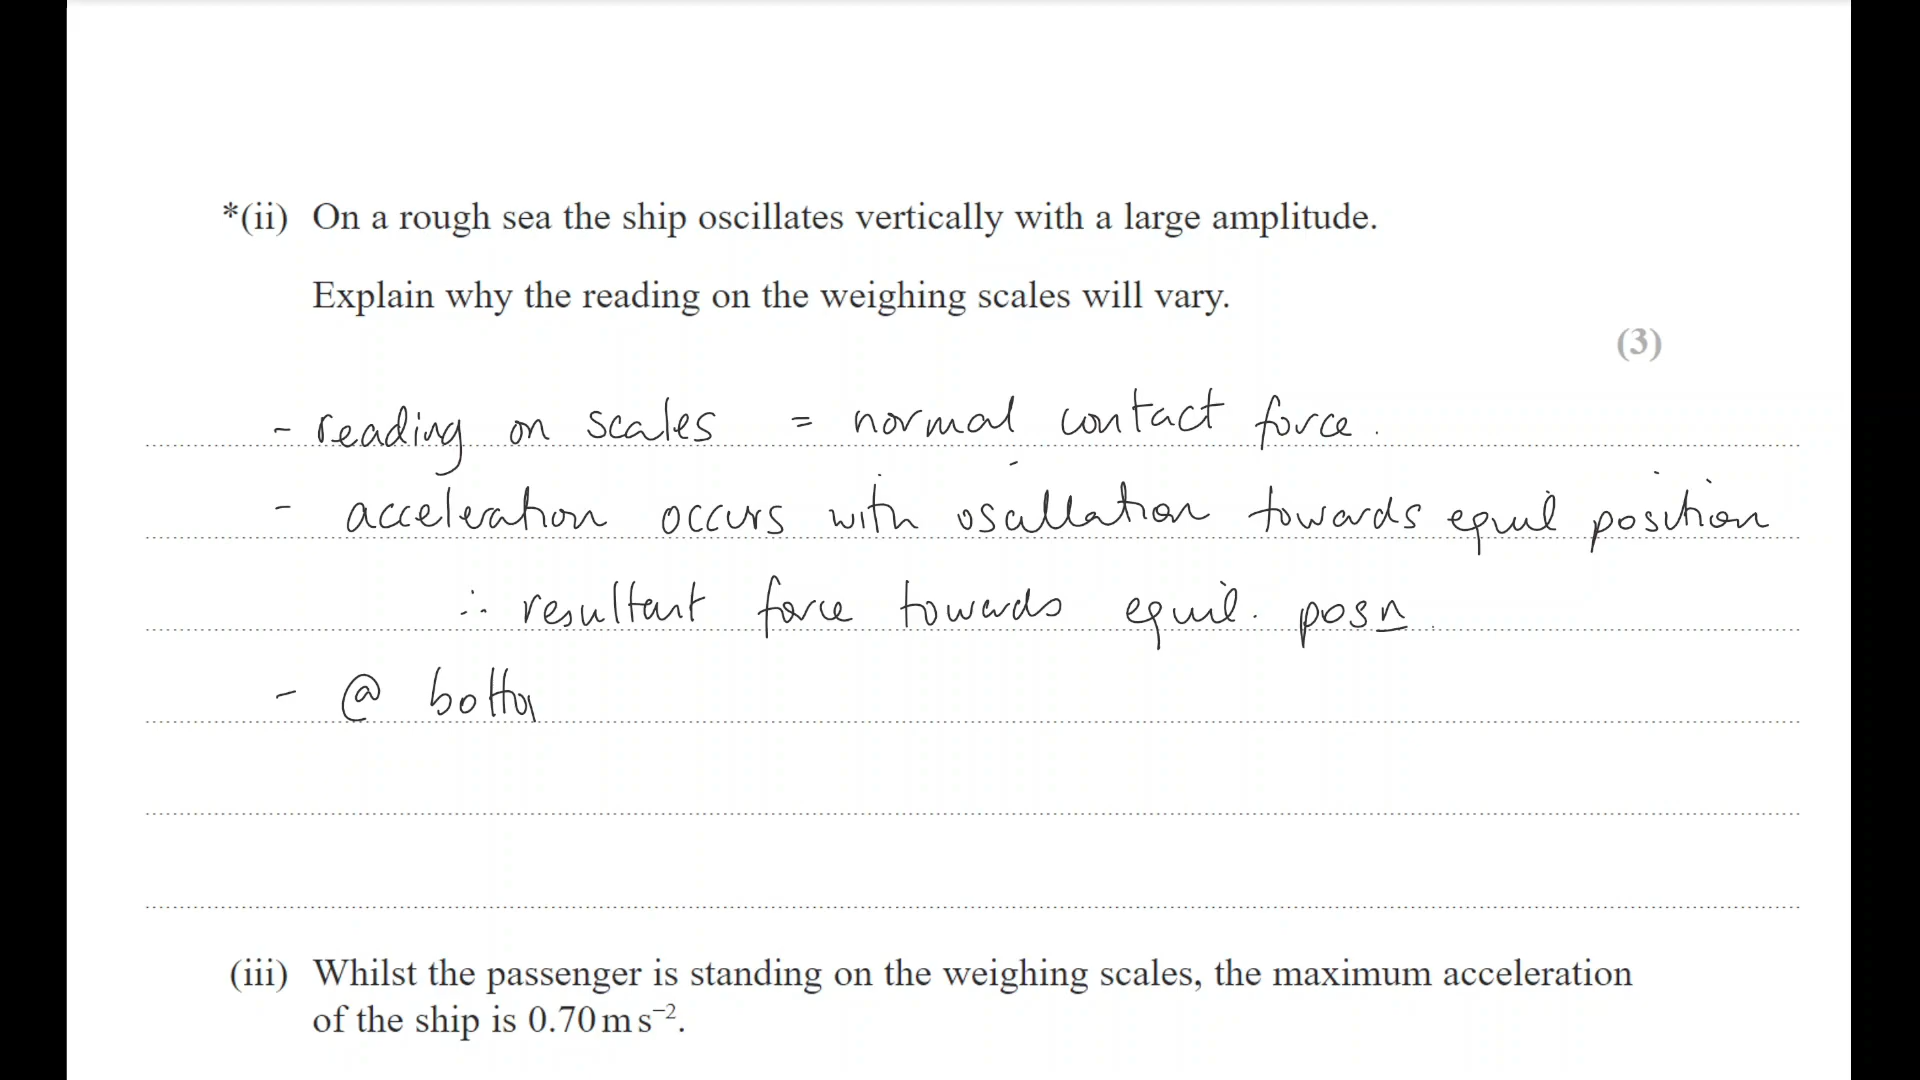 *(ii) On a rough sea the ship oscillates vertically with a large amplitude.
Explain why the reading on the weighing scales will vary.
(3)
- reading on scales = normal contact force.
- acceleration occurs with oscillation towards equil position
∴ resultant force towards equil. posn.
- @ botto
(iii) Whilst the passenger is standing on the weighing scales, the maximum acceleration
of the ship is 0.70 m s⁻².